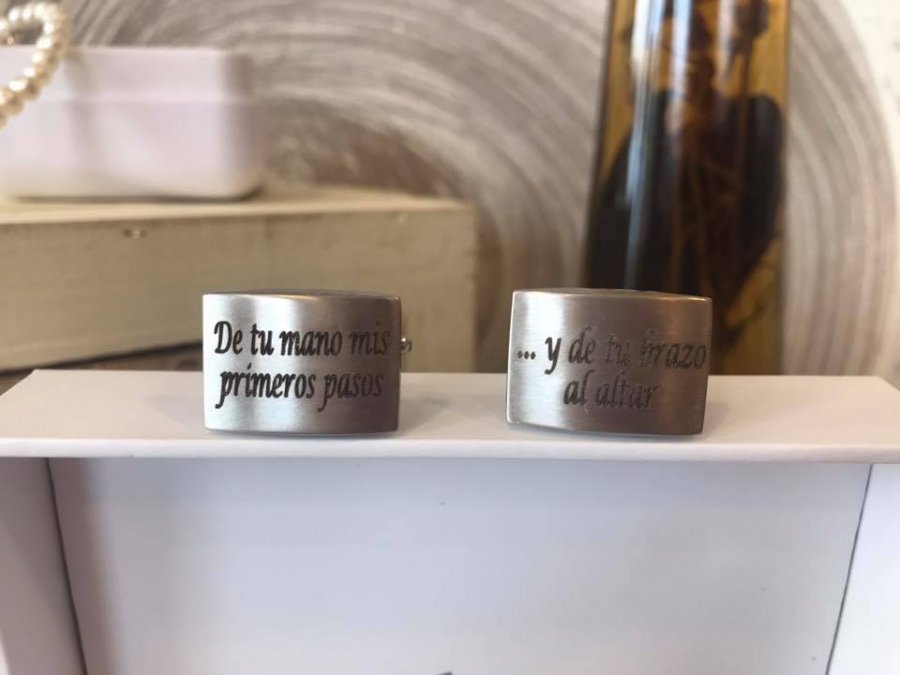 De tu mano mis
primeros pasos
... y de tu brazo
al altar